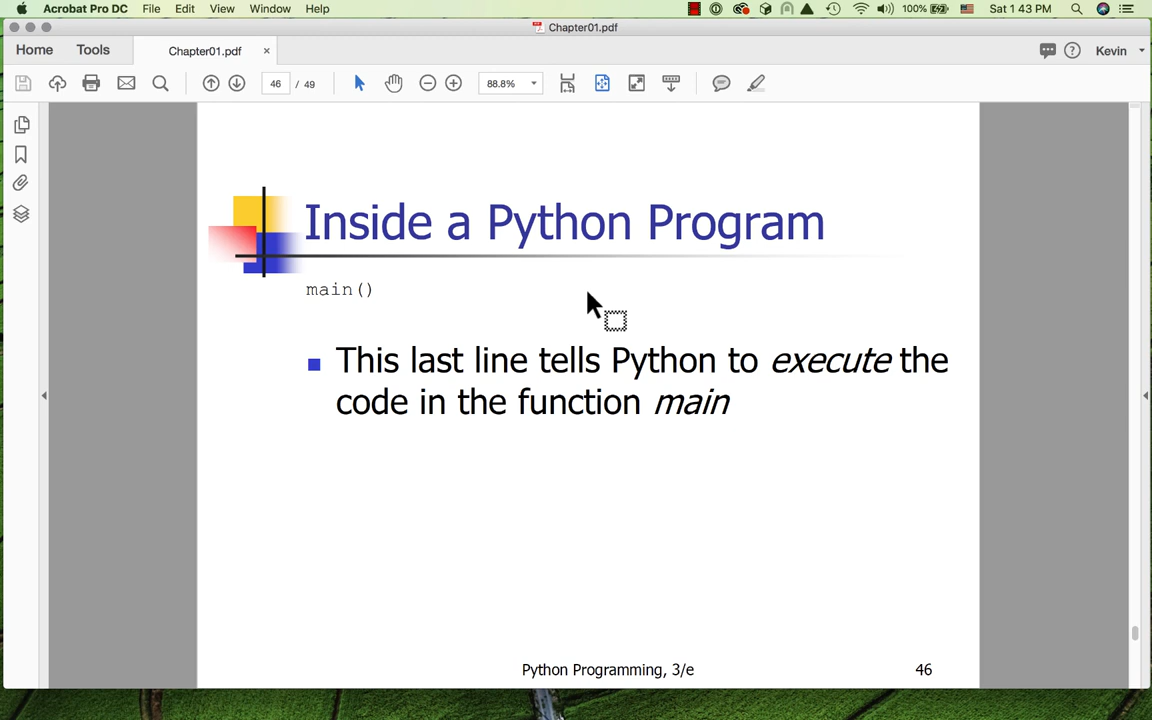 Acrobat Pro DC File Edit View Window Help 100% Sat 1 43 PM
Chapter01.pdf
Home Tools Chapter01.pdf × ? Kevin
46 / 49 88.8%
Inside a Python Program
main()
This last line tells Python to execute the
code in the function main
Python Programming, 3/e 46